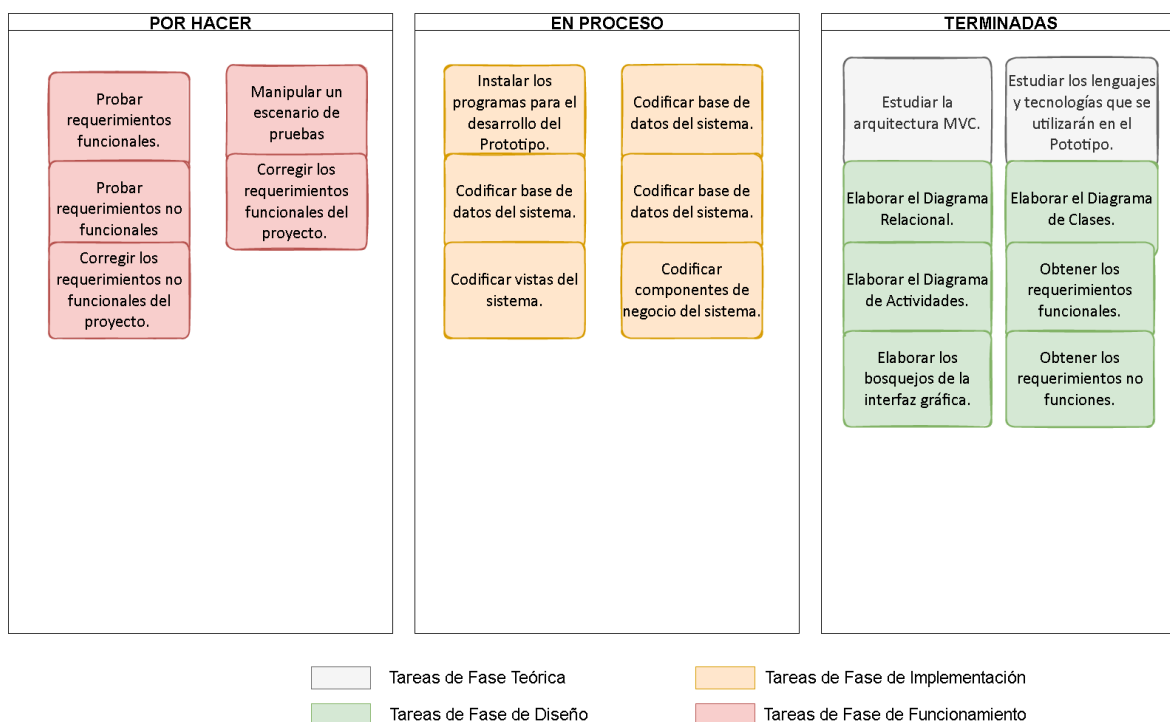 POR HACER
Probar
requerimientos
funcionales.
Probar
requerimientos no
funcionales
Corregir los
requerimientos no
funcionales del
proyecto.
Manipular un
escenario de
pruebas
Corregir los
requerimientos
funcionales del
proyecto.
EN PROCESO
Instalar los
programas para el
desarrollo del
Prototipo.
Codificar base de
datos del sistema.
Codificar vistas del
sistema.
Codificar base de
datos del sistema.
Codificar base de
datos del sistema.
Codificar
componentes de
negocio del sistema.
TERMINADAS
Estudiar la
arquitectura MVC.
Elaborar el Diagrama
Relacional.
Elaborar el Diagrama
de Actividades.
Elaborar los
bosquejos de la
interfaz gráfica.
Estudiar los lenguajes
y tecnologías que se
utilizarán en el
Pototipo.
Elaborar el Diagrama
de Clases.
Obtener los
requerimientos
funcionales.
Obtener los
requerimientos no
funciones.
Tareas de Fase Teórica
Tareas de Fase de Implementación
Tareas de Fase de Diseño
Tareas de Fase de Funcionamiento